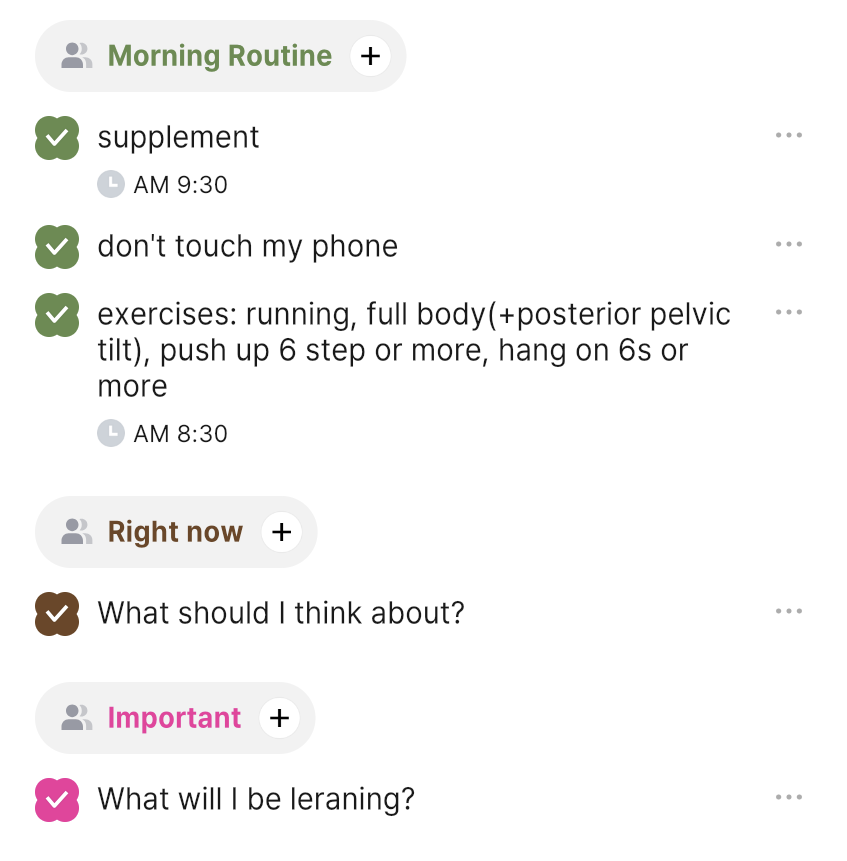 Morning Routine +
supplement
AM 9:30
don't touch my phone
exercises: running, full body(+posterior pelvic
tilt), push up 6 step or more, hang on 6s or
more
AM 8:30
Right now +
What should I think about?
Important +
What will I be leraning?